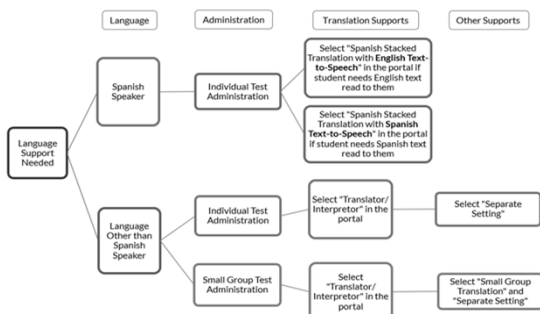 Language
Administration
Translation Supports
Other Supports
Language
Support
Needed
Spanish
Speaker
Individual Test
Administration
Select "Spanish Stacked
Translation with English Text-
to-Speech" in the portal if
student needs English text
read to them
Select "Spanish Stacked
Translation with Spanish
Text-to-Speech" in the portal
if student needs Spanish text
read to them
Language
Other than
Spanish
Speaker
Individual Test
Administration
Select "Translator/
Interpretor" in the
portal
Select "Separate
Setting"
Small Group Test
Administration
Select
"Translator/
Interpretor" in the
portal
Select "Small Group
Translation" and
"Separate Setting"